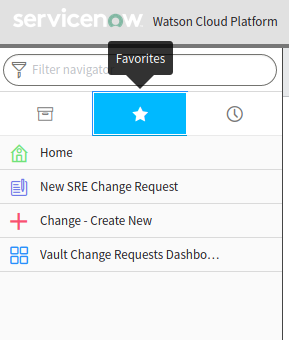 servicenow Watson Cloud Platform
Favorites
Filter navigato
Home
New SRE Change Request
Change - Create New
Vault Change Requests Dashbo...